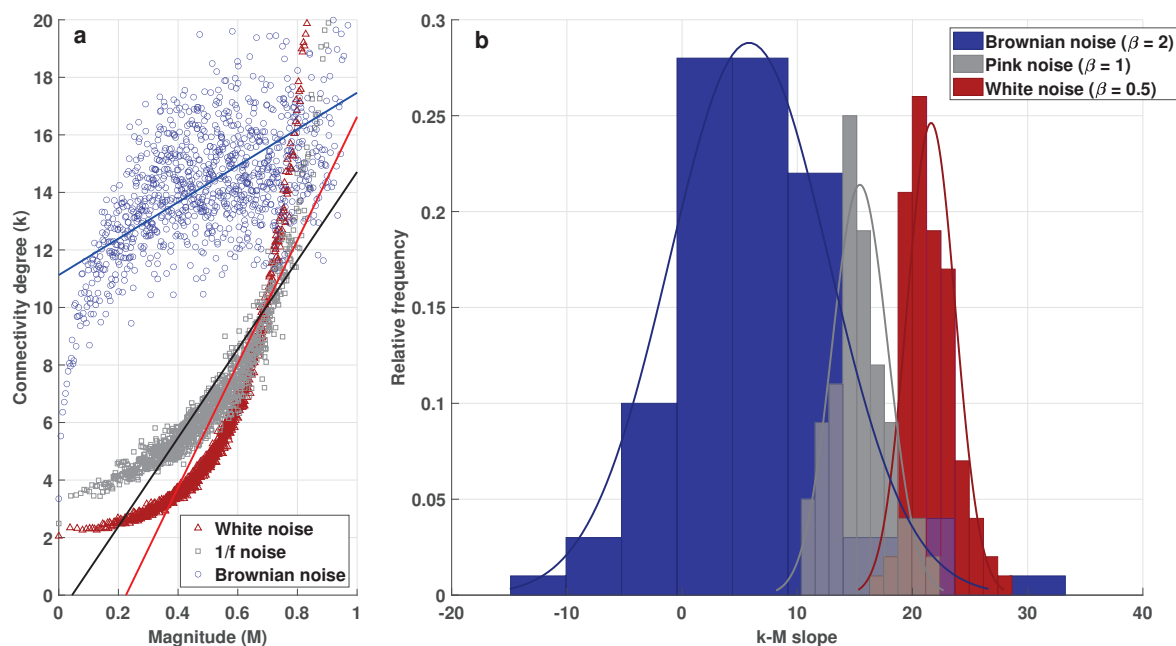 a
Connectivity degree (k)
20
18
16
14
12
10
8
6
4
2
0
0
0.2
0.4
0.6
0.8
1
Magnitude (M)
White noise
1/f noise
Brownian noise
b
Relative frequency
0.3
0.25
0.2
0.15
0.1
0.05
0
-20
-10
0
10
20
30
40
k-M slope
Brownian noise (β = 2)
Pink noise (β = 1)
White noise (β = 0.5)